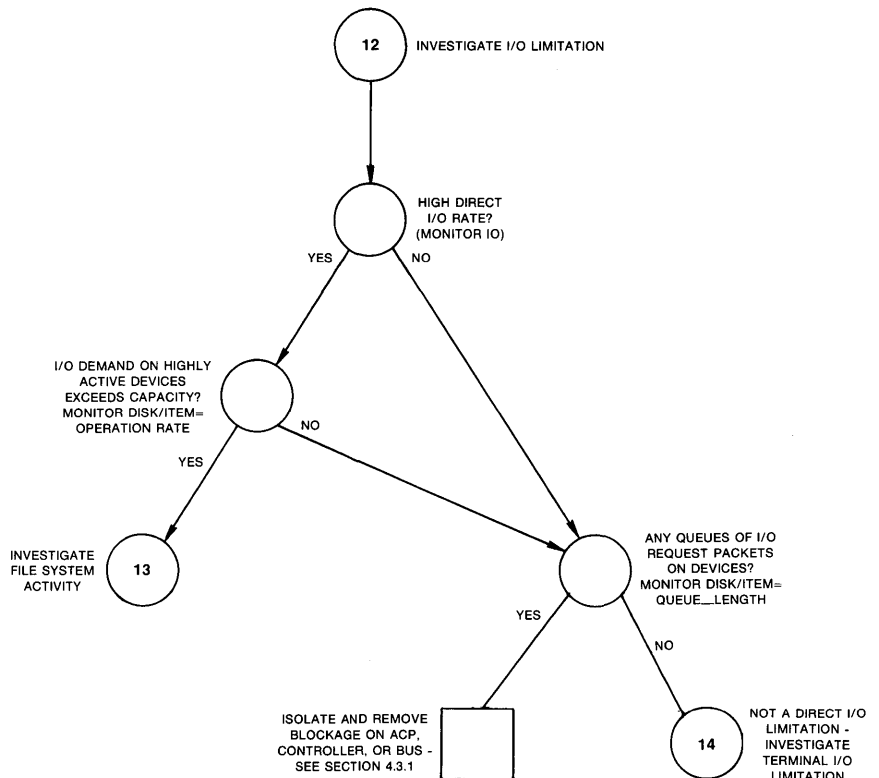 12
INVESTIGATE I/O LIMITATION
HIGH DIRECT
I/O RATE?
(MONITOR IO)
YES
NO
I/O DEMAND ON HIGHLY
ACTIVE DEVICES
EXCEEDS CAPACITY?
MONITOR DISK/ITEM=
OPERATION RATE
NO
YES
INVESTIGATE
FILE SYSTEM
ACTIVITY
13
ANY QUEUES OF I/O
REQUEST PACKETS
ON DEVICES?
MONITOR DISK/ITEM=
QUEUE__LENGTH
YES
NO
ISOLATE AND REMOVE
BLOCKAGE ON ACP,
CONTROLLER, OR BUS -
SEE SECTION 4.3.1
14
NOT A DIRECT I/O
LIMITATION -
INVESTIGATE
TERMINAL I/O
LIMITATION